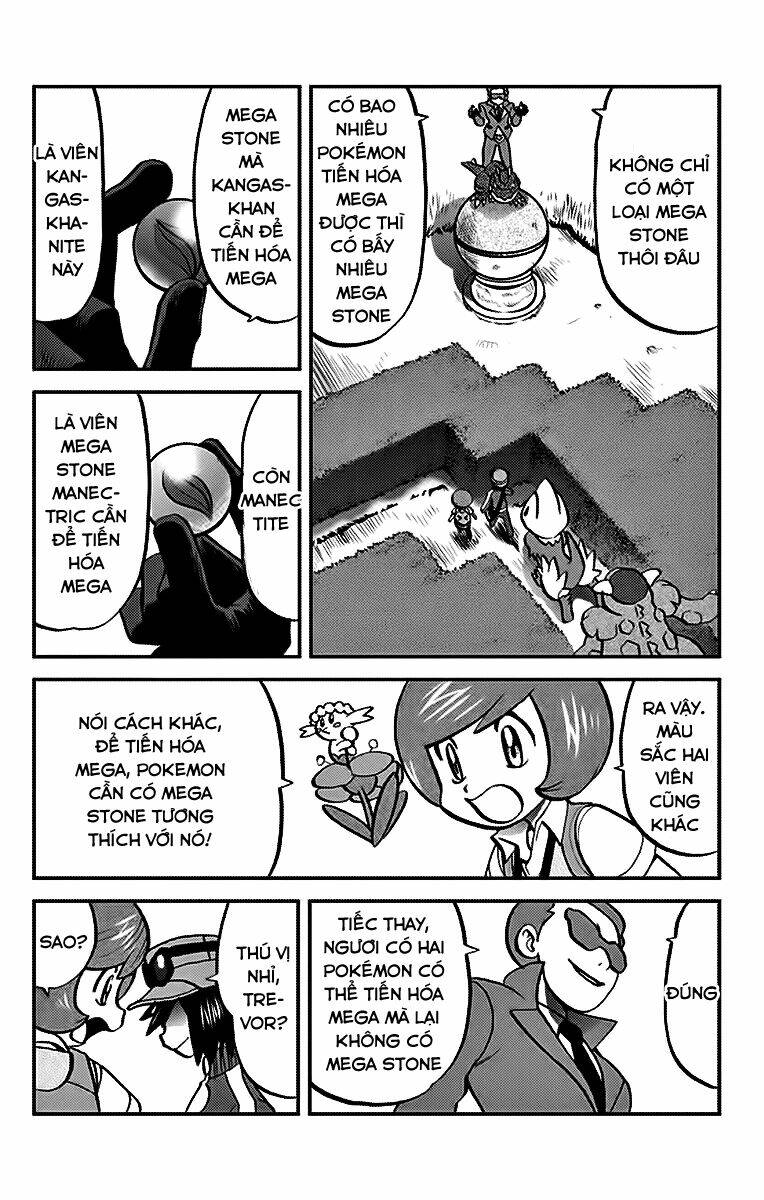 KHÔNG CHỈ
CÓ MỘT
LOẠI MEGA
STONE
THÔI ĐÂU
CÓ BAO
NHIÊU
POKÉMON
TIẾN HÓA
MEGA
ĐƯỢC THÌ
CÓ BẤY
NHIÊU
MEGA
STONE
MEGA
STONE
MÀ
KANGAS-
KHAN
CẦN ĐỂ
TIẾN HÓA
MEGA
LÀ VIÊN
KAN-
GAS-
KHA-
NITE
NÀY
CÒN
MANEC
TITE
LÀ VIÊN
MEGA
STONE
MANEC-
TRIC CẦN
ĐỂ TIẾN
HÓA
MEGA
RA VẬY.
MÀU
SẮC HAI
VIÊN
CŨNG
KHÁC
NÓI CÁCH KHÁC,
ĐỂ TIẾN HÓA
MEGA, POKEMON
CẦN CÓ MEGA
STONE TƯƠNG
THÍCH VỚI NÓ!
ĐÚNG
TIẾC THAY,
NGƯƠI CÓ HAI
POKÉMON CÓ
THỂ TIẾN HÓA
MEGA MÀ LẠI
KHÔNG CÓ
MEGA STONE
THÚ VỊ
NHỈ,
TRE-
VOR?
SAO?